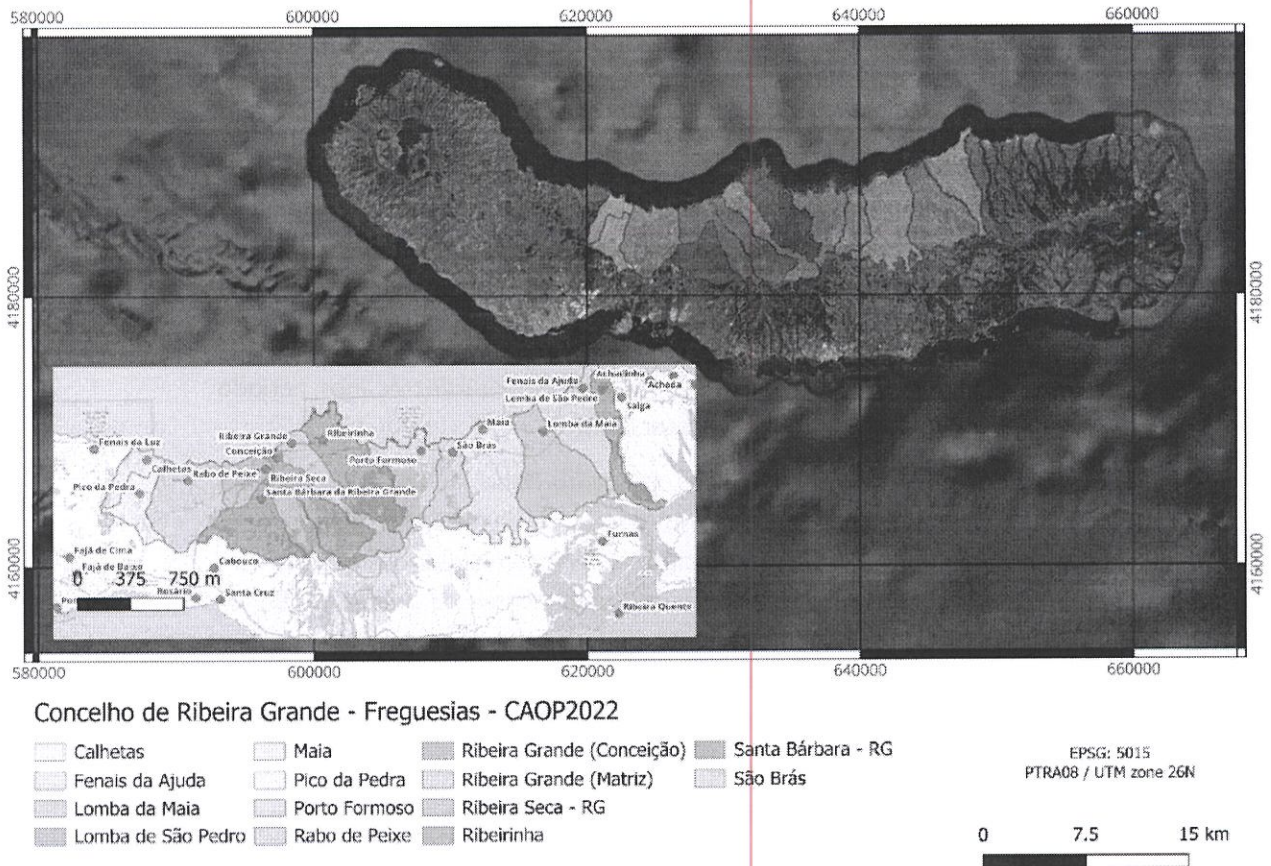 580000 600000 620000 640000 660000
4180000 4180000
Fenais da Ajuda Achadinha
Achada
Lomba de São Pedro
Salga
Fenais da Luz Ribeira Grande Ribeirinha Maia Lomba da Maia
Conceição Porto Formoso São Brás
Calhetas Rabo de Peixe Ribeira Seca
Pico da Pedra Santa Bárbara da Ribeira Grande
Fajã de Cima Cabouco Furnas
Fajã de Baixo
0 375 750 m
Rosário Santa Cruz Ribeira Quente
4160000 4160000
580000 600000 620000 640000 660000
Concelho de Ribeira Grande - Freguesias - CAOP2022
Calhetas Maia Ribeira Grande (Conceição) Santa Bárbara - RG
Fenais da Ajuda Pico da Pedra Ribeira Grande (Matriz) São Brás
Lomba da Maia Porto Formoso Ribeira Seca - RG
Lomba de São Pedro Rabo de Peixe Ribeirinha
EPSG: 5015
PTRA08 / UTM zone 26N
0 7.5 15 km